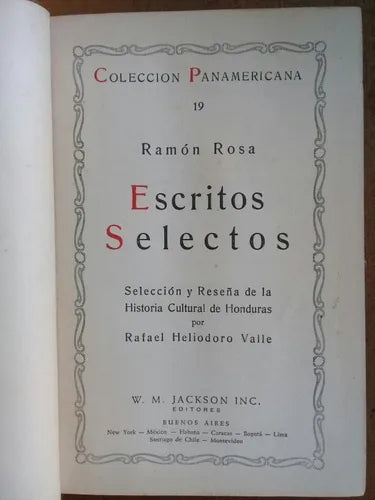 COLECCION PANAMERICANA
19
Ramón Rosa
Escritos
Selectos
Selección y Reseña de la
Historia Cultural de Honduras
por
Rafael Heliodoro Valle
W. M. JACKSON INC.
EDITORES
BUENOS AIRES
New York — México — Habana — Caracas — Bogotá — Lima
Santiago de Chile — Montevideo